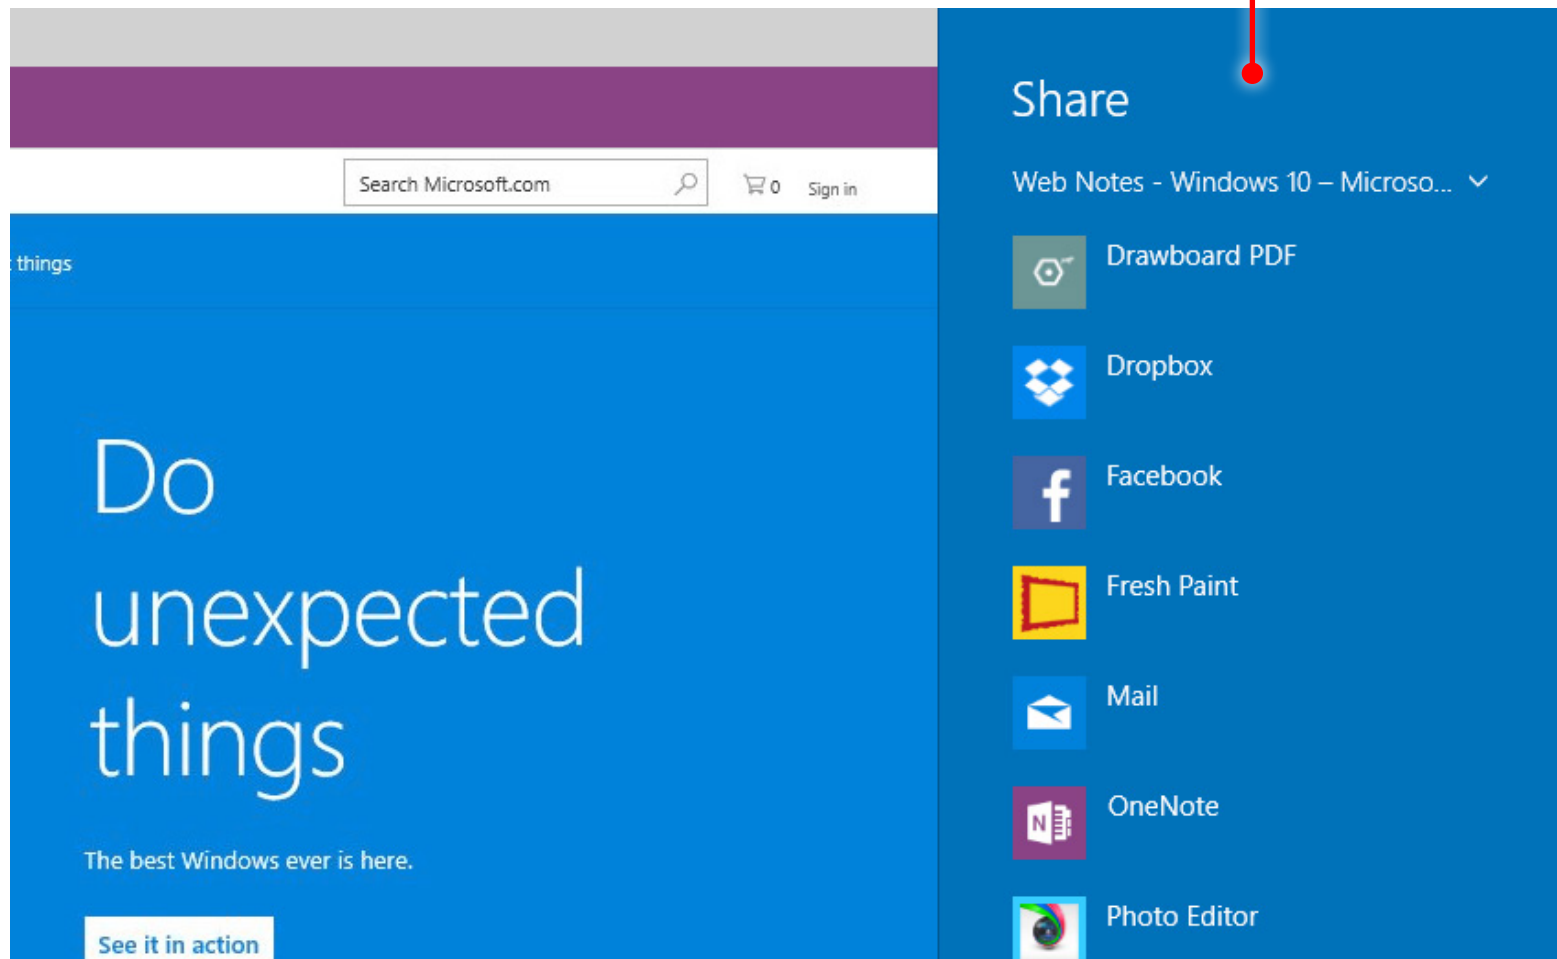 Search Microsoft.com
0
Sign in
things
Do
unexpected
things
The best Windows ever is here.
See it in action
Share
Web Notes - Windows 10 – Microso...
Drawboard PDF
Dropbox
Facebook
Fresh Paint
Mail
N
OneNote
Photo Editor